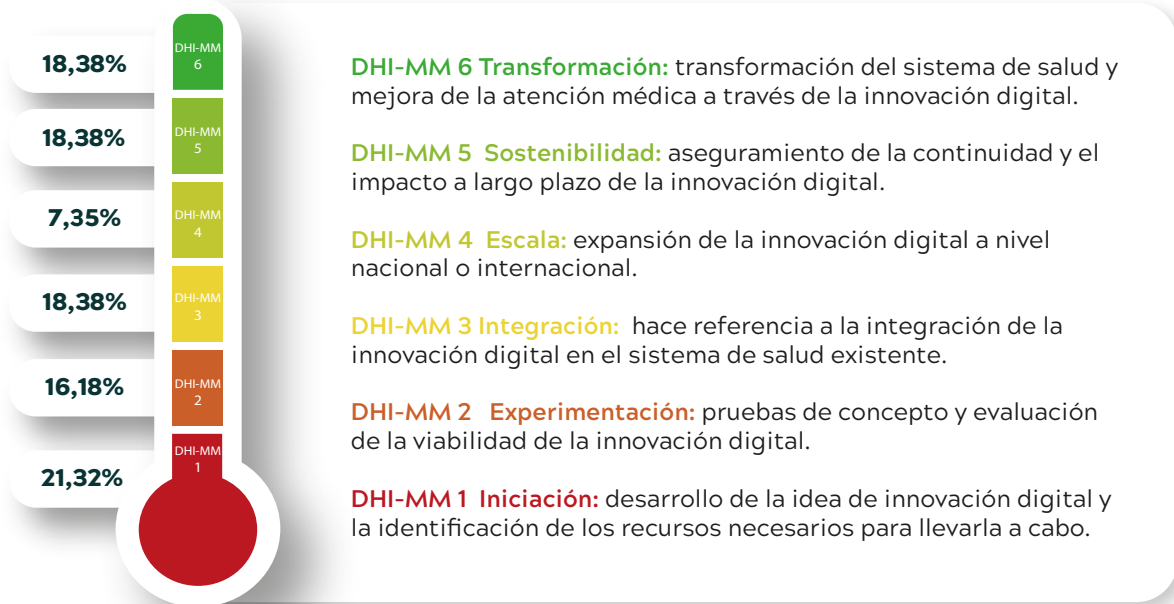 18,38%
DHI-MM
6
DHI-MM 6 Transformación: transformación del sistema de salud y
mejora de la atención médica a través de la innovación digital.
18,38%
DHI-MM
5
DHI-MM 5 Sostenibilidad: aseguramiento de la continuidad y el
impacto a largo plazo de la innovación digital.
7,35%
DHI-MM
4
DHI-MM 4 Escala: expansión de la innovación digital a nivel
nacional o internacional.
18,38%
DHI-MM
3
DHI-MM 3 Integración: hace referencia a la integración de la
innovación digital en el sistema de salud existente.
16,18%
DHI-MM
2
DHI-MM 2 Experimentación: pruebas de concepto y evaluación
de la viabilidad de la innovación digital.
21,32%
DHI-MM
1
DHI-MM 1 Iniciación: desarrollo de la idea de innovación digital y
la identificación de los recursos necesarios para llevarla a cabo.